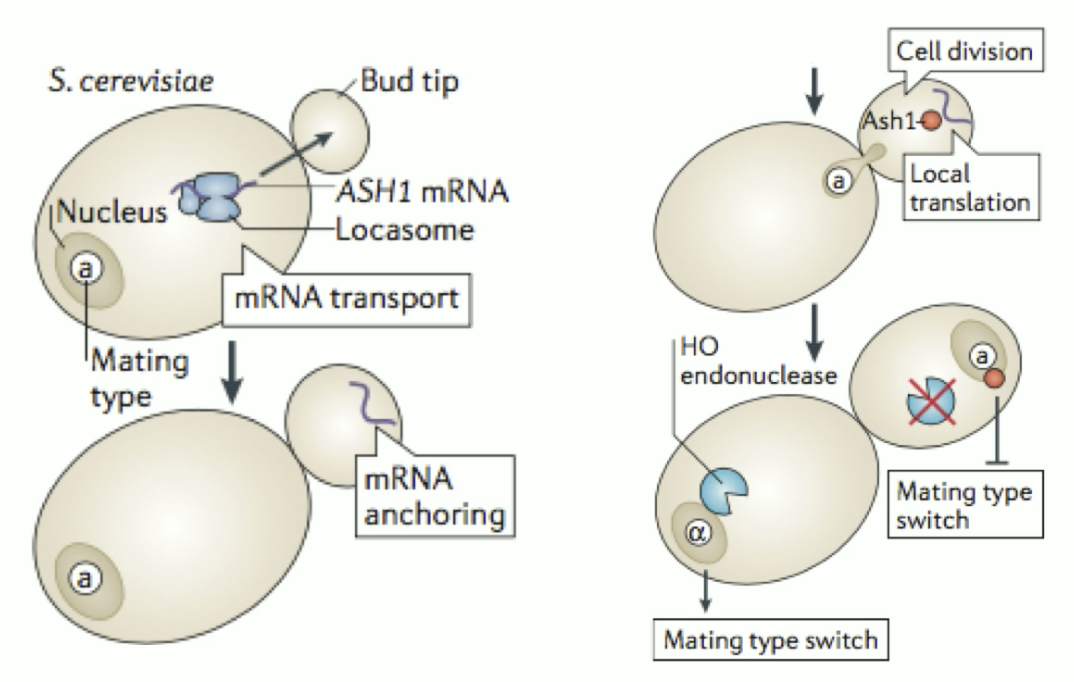 S. cerevisiae
Bud tip
ASH1 mRNA
Nucleus
Locasome
a
mRNA transport
Mating
type
mRNA
anchoring
a
Cell division
Ash1
a
Local
translation
HO
endonuclease
a
α
Mating type
switch
Mating type switch